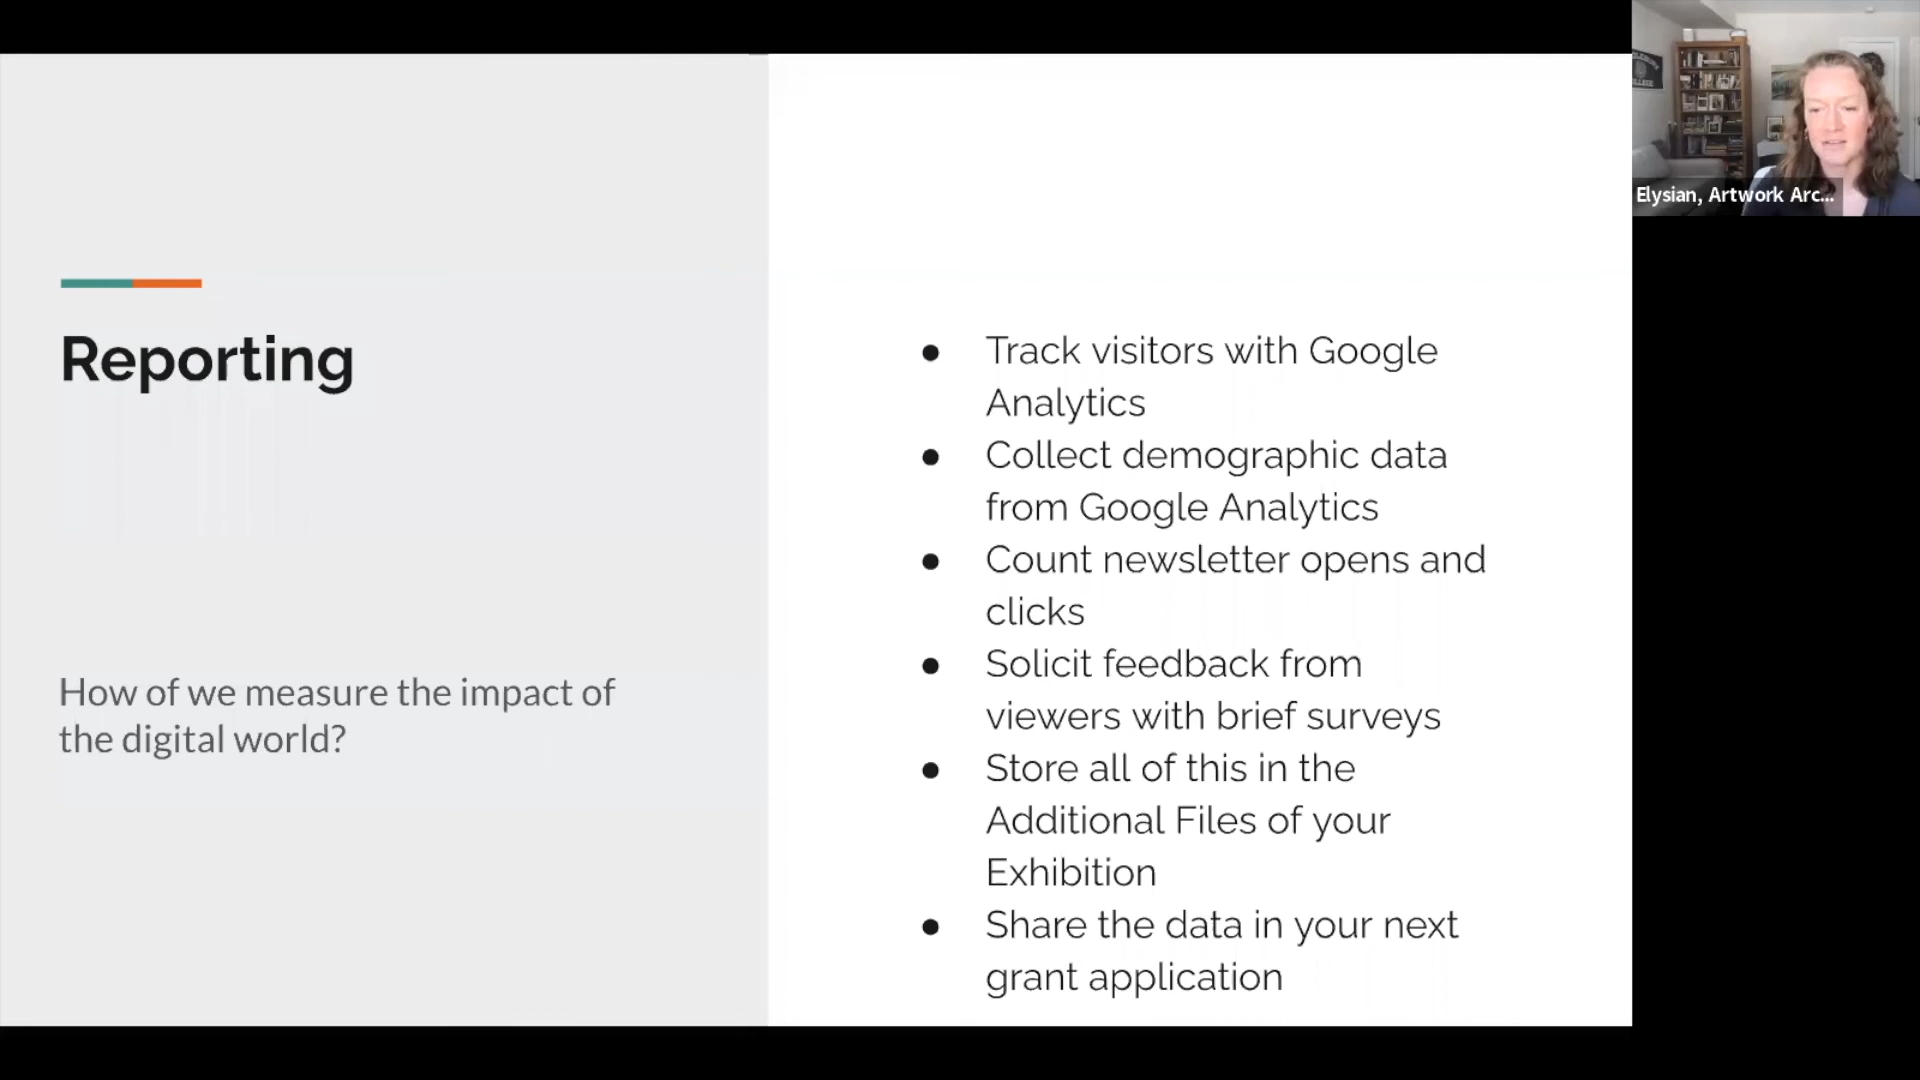 Reporting
How of we measure the impact of
the digital world?
● Track visitors with Google
Analytics
● Collect demographic data
from Google Analytics
● Count newsletter opens and
clicks
● Solicit feedback from
viewers with brief surveys
● Store all of this in the
Additional Files of your
Exhibition
● Share the data in your next
grant application
Elysian, Artwork Arc...